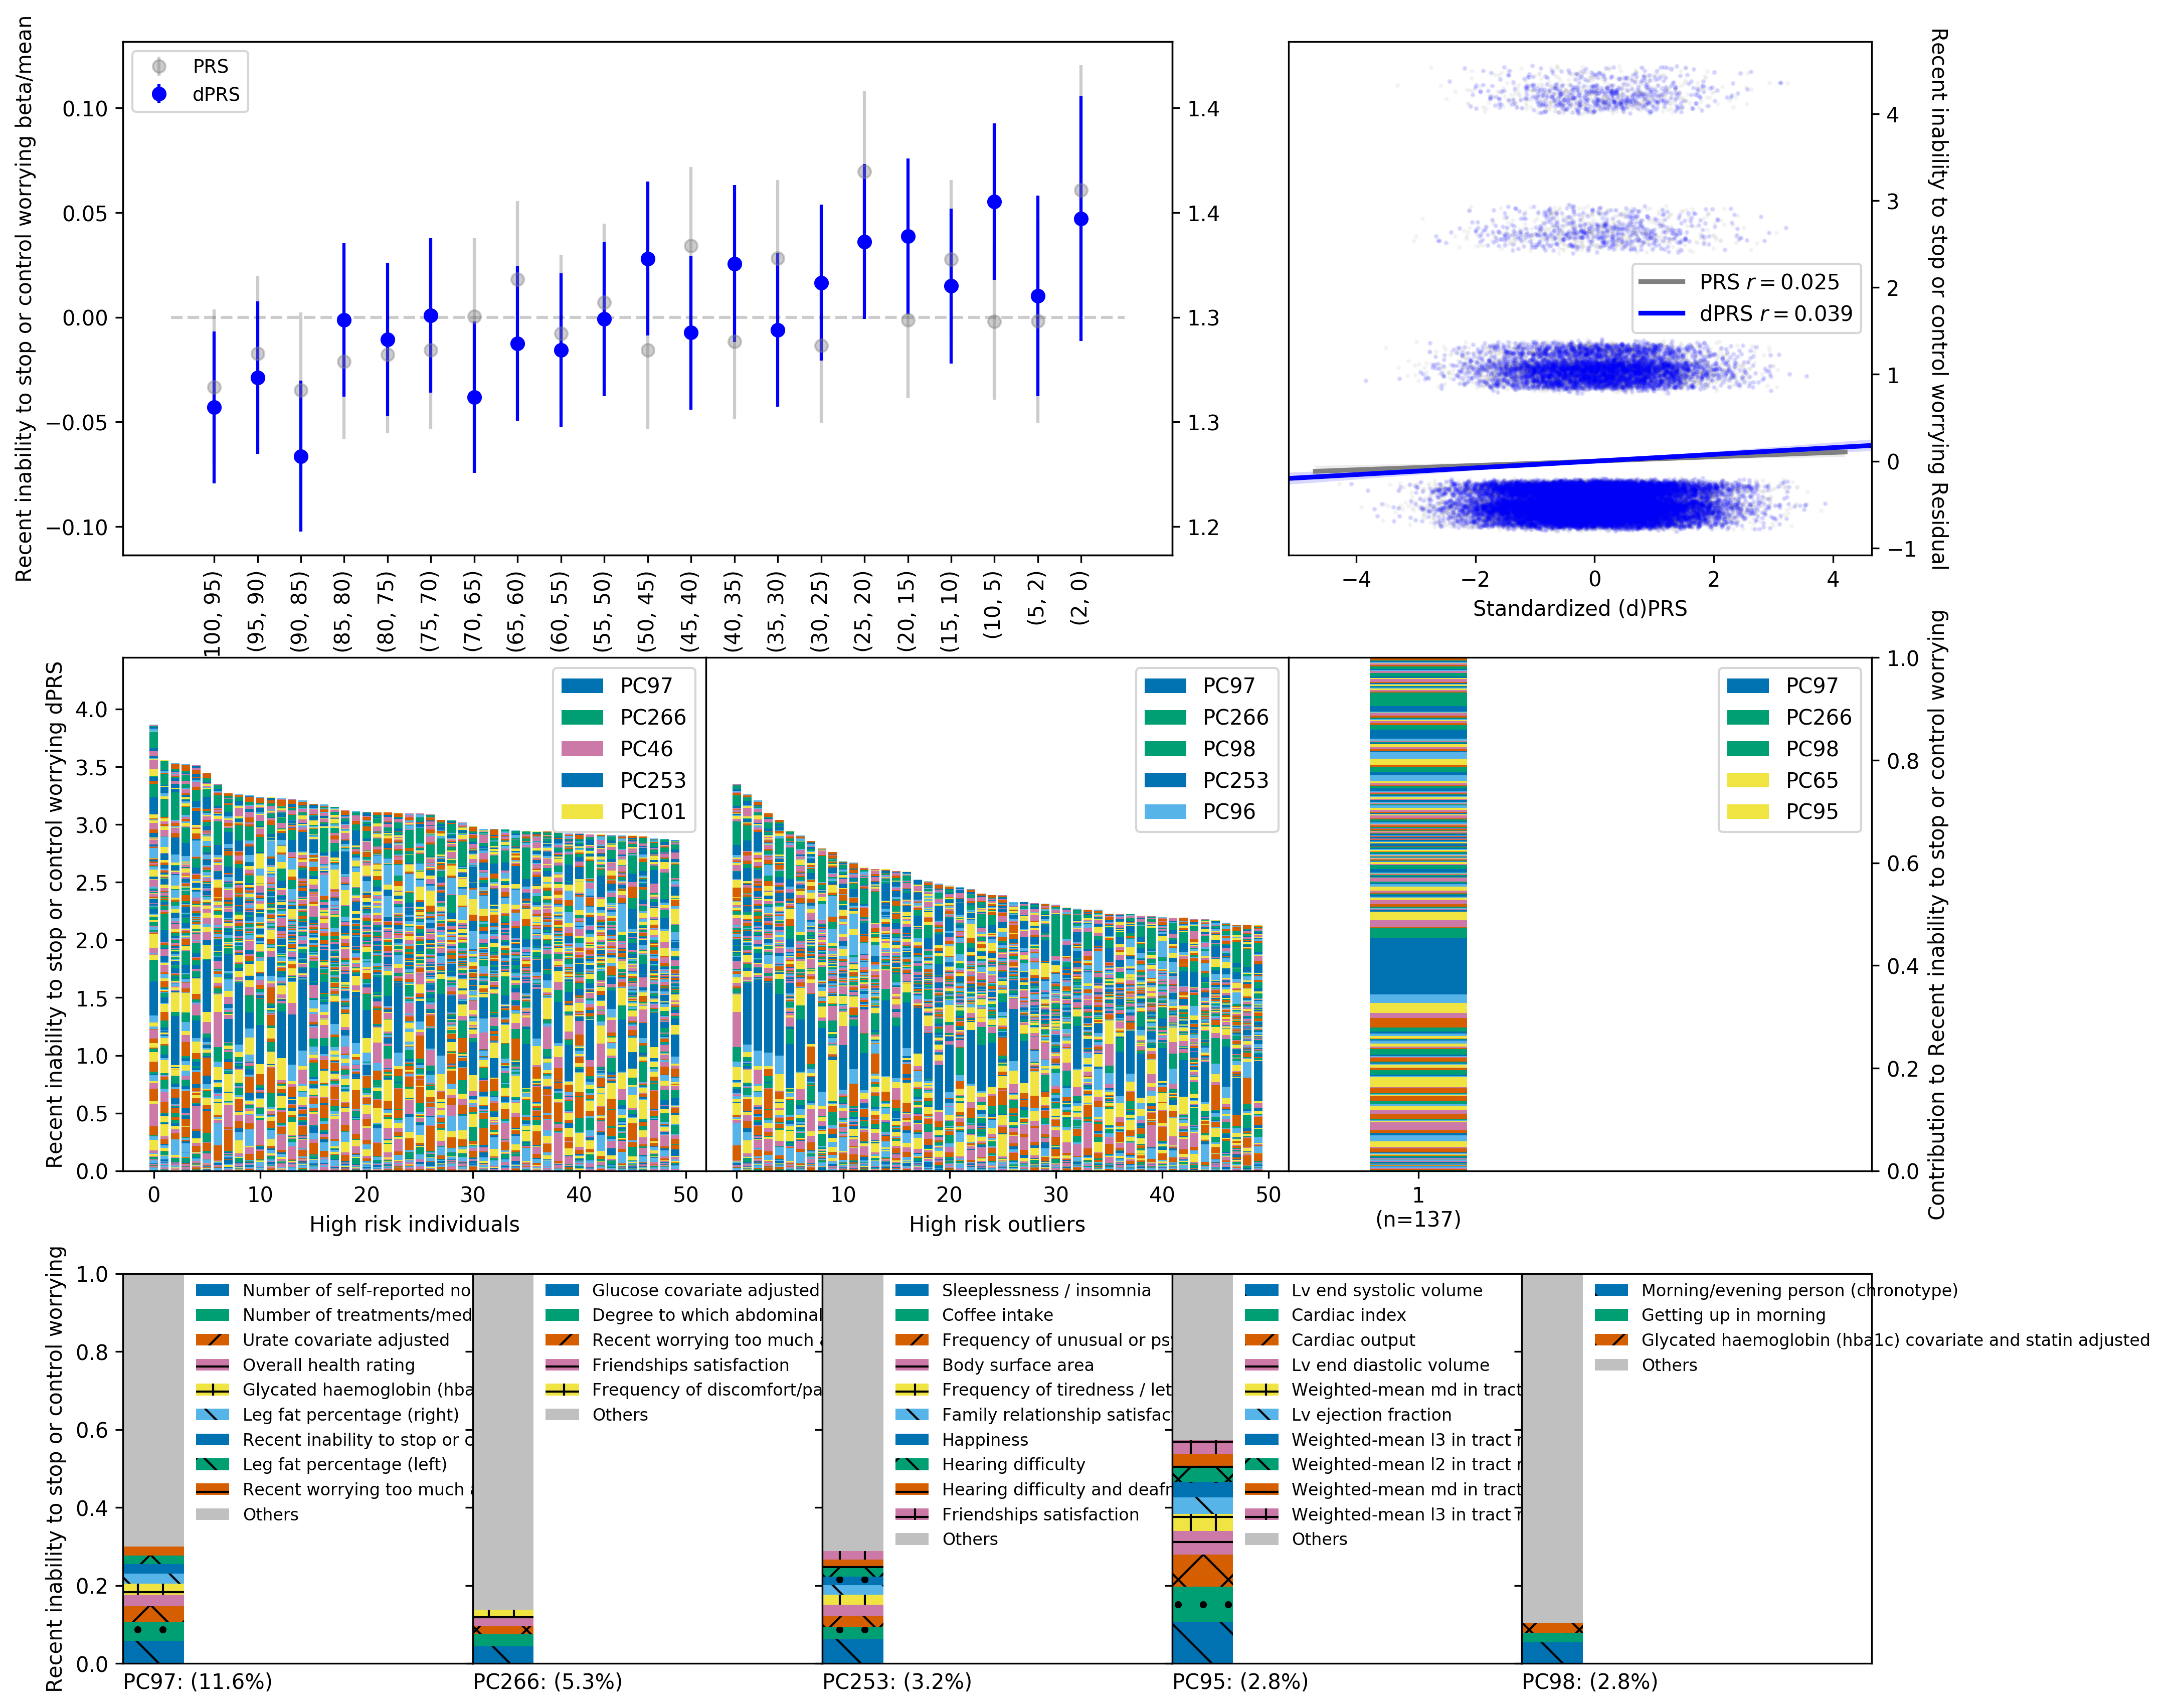 Recent inability to stop or control worrying beta/mean
PRS
dPRS
0.10
0.05
0.00
−0.05
−0.10
1.4
1.4
1.3
1.3
1.2
100, 95)
(95, 90)
(90, 85)
(85, 80)
(80, 75)
(75, 70)
(70, 65)
(65, 60)
(60, 55)
(55, 50)
(50, 45)
(45, 40)
(40, 35)
(35, 30)
(30, 25)
(25, 20)
(20, 15)
(15, 10)
(10, 5)
(5, 2)
(2, 0)
PRS r = 0.025
dPRS r = 0.039
4
3
2
1
0
−1
−4
−2
0
2
4
Standardized (d)PRS
Recent inability to stop or control worrying Residual
Recent inability to stop or control worrying dPRS
4.0
3.5
3.0
2.5
2.0
1.5
1.0
0.5
0.0
PC97
PC266
PC46
PC253
PC101
0
10
20
30
40
50
High risk individuals
PC97
PC266
PC98
PC253
PC96
0
10
20
30
40
50
High risk outliers
PC97
PC266
PC98
PC65
PC95
1
(n=137)
1.0
0.8
0.6
0.4
0.2
0.0
Contribution to Recent inability to stop or control worrying
Recent inability to stop or control worrying
1.0
0.8
0.6
0.4
0.2
0.0
Number of self-reported no
Number of treatments/med
Urate covariate adjusted
Overall health rating
Glycated haemoglobin (hba
Leg fat percentage (right)
Recent inability to stop or c
Leg fat percentage (left)
Recent worrying too much a
Others
PC97: (11.6%)
Glucose covariate adjusted
Degree to which abdominal
Recent worrying too much a
Friendships satisfaction
Frequency of discomfort/pa
Others
PC266: (5.3%)
Sleeplessness / insomnia
Coffee intake
Frequency of unusual or psy
Body surface area
Frequency of tiredness / let
Family relationship satisfac
Happiness
Hearing difficulty
Hearing difficulty and deafn
Friendships satisfaction
Others
PC253: (3.2%)
Lv end systolic volume
Cardiac index
Cardiac output
Lv end diastolic volume
Weighted-mean md in tract
Lv ejection fraction
Weighted-mean l3 in tract r
Weighted-mean l2 in tract r
Weighted-mean md in tract
Weighted-mean l3 in tract r
Others
PC95: (2.8%)
Morning/evening person (chronotype)
Getting up in morning
Glycated haemoglobin (hba1c) covariate and statin adjusted
Others
PC98: (2.8%)